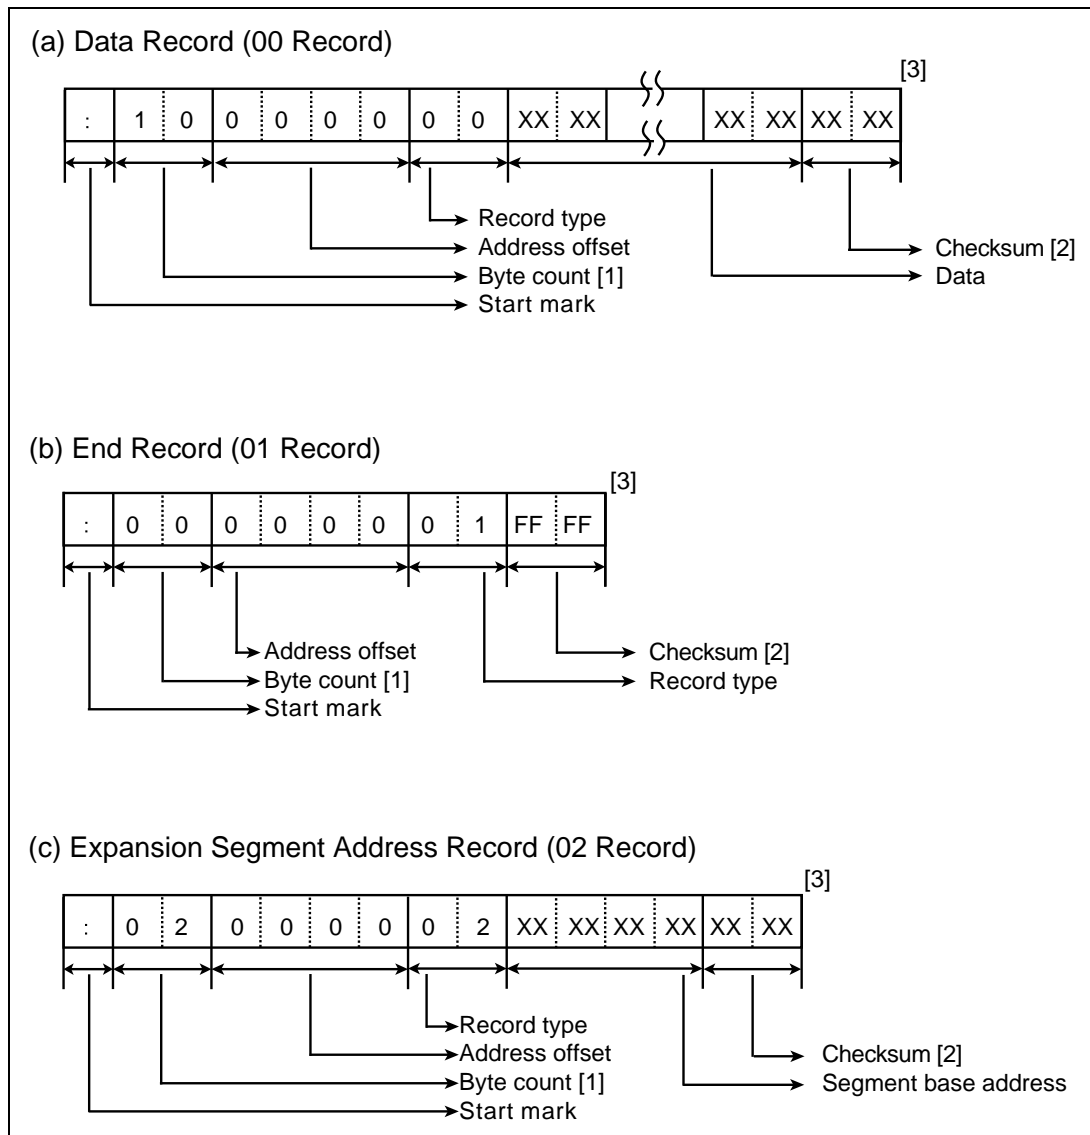 (a) Data Record (00 Record)
[3]
: 1 0 0 0 0 0 0 0 XX XX XX XX XX XX
Record type
Address offset
Checksum [2]
Byte count [1]
Data
Start mark
(b) End Record (01 Record)
[3]
: 0 0 0 0 0 0 0 1 FF FF
Address offset
Checksum [2]
Byte count [1]
Record type
Start mark
(c) Expansion Segment Address Record (02 Record)
[3]
: 0 2 0 0 0 0 0 2 XX XX XX XX XX XX
Record type
Address offset
Checksum [2]
Byte count [1]
Segment base address
Start mark